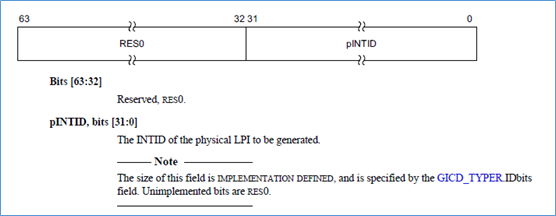 63 32 31 0
RES0 pINTID
Bits [63:32]
Reserved, RES0.
pINTID, bits [31:0]
The INTID of the physical LPI to be generated.
Note
The size of this field is IMPLEMENTATION DEFINED, and is specified by the GICD_TYPER.IDbits
field. Unimplemented bits are RES0.